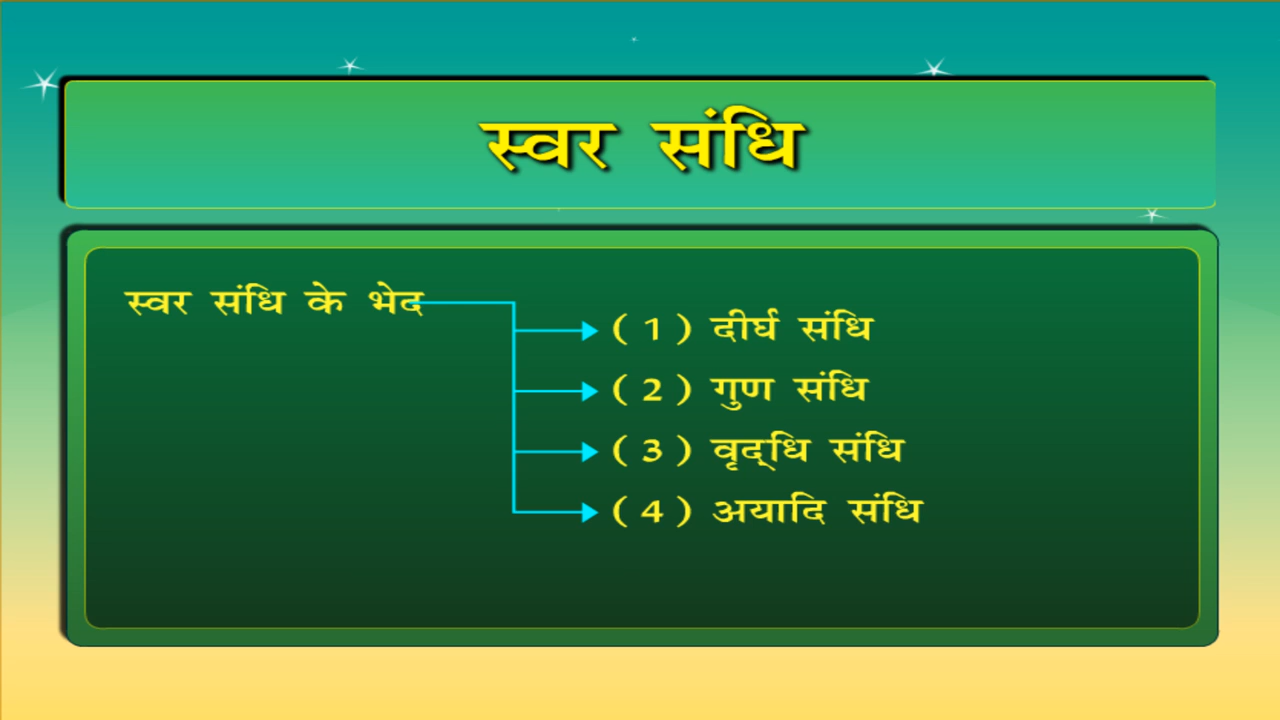 स्वर संधि
स्वर संधि के भेद
( 1 ) दीर्घ संधि
( 2 ) गुण संधि
( 3 ) वृद्‌धि संधि
( 4 ) अयादि संधि